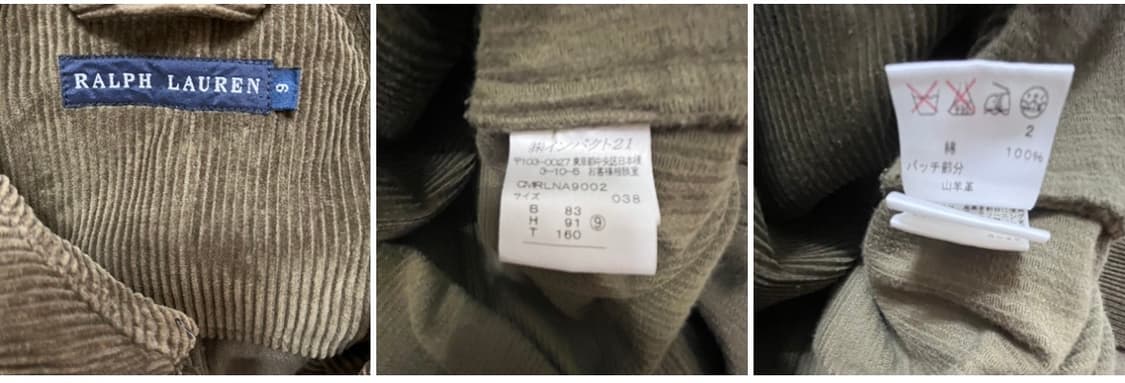 RALPH LAUREN
9
㈱インパクト21
〒103-0027 東京都中央区日本橋
3-10-5 お客様相談室
CMRLNA9002
サイズ 038
B 83
H 91 ⑨
T 160
2
綿 100%
パッチ部分
山羊革